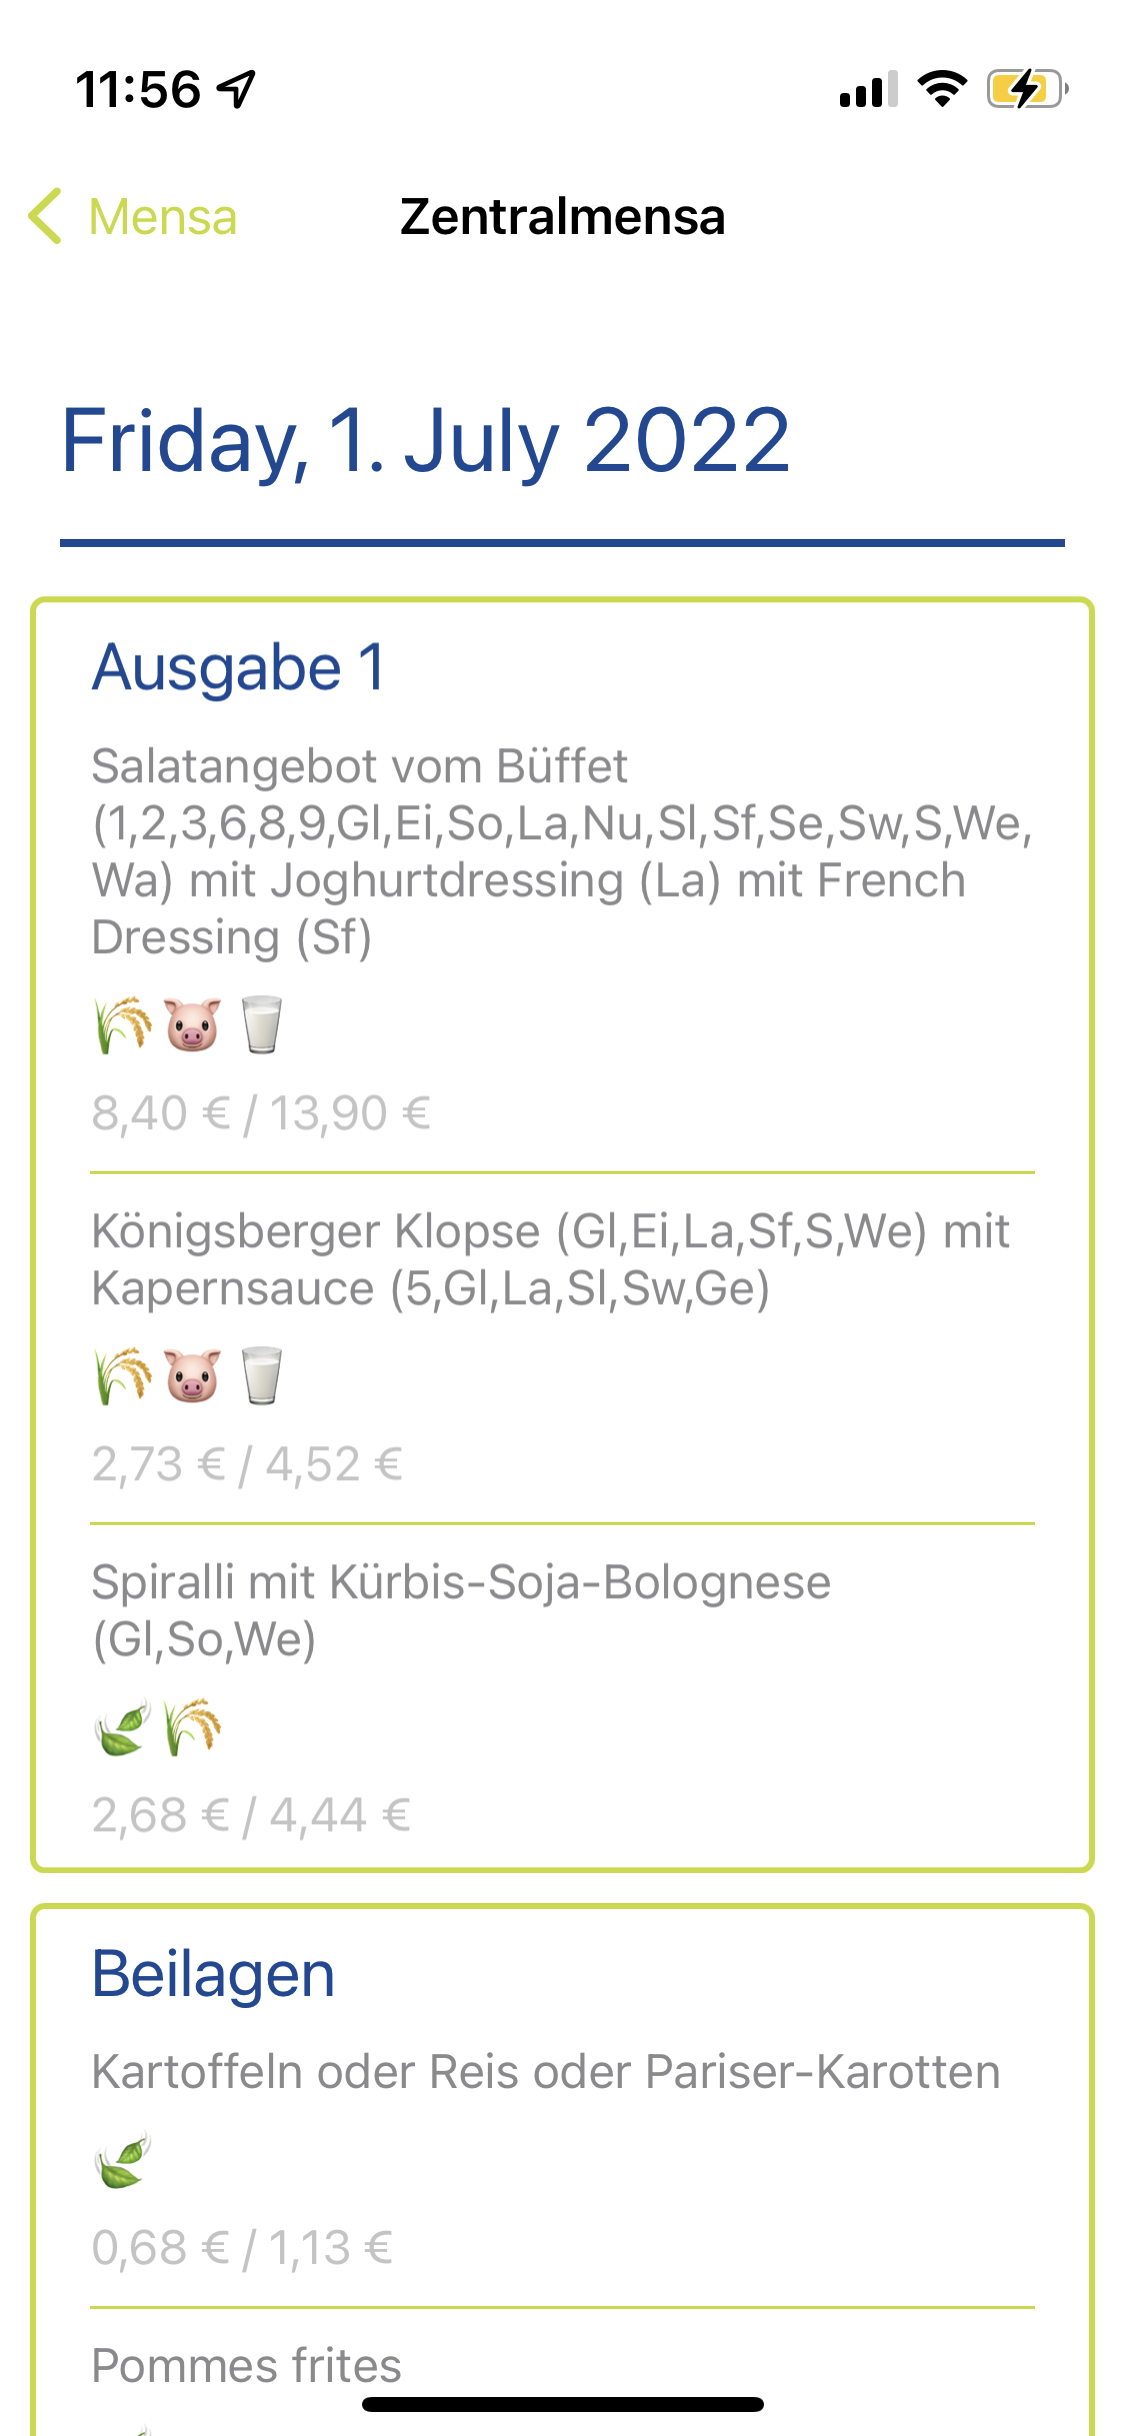 11:56
Mensa
Zentralmensa
Friday, 1. July 2022
Ausgabe 1
Salatangebot vom Büffet
(1,2,3,6,8,9,Gl,Ei,So,La,Nu,Sl,Sf,Se,Sw,S,We,
Wa) mit Joghurtdressing (La) mit French
Dressing (Sf)
8,40 € / 13,90 €
Königsberger Klopse (Gl,Ei,La,Sf,S,We) mit
Kapernsauce (5,Gl,La,Sl,Sw,Ge)
2,73 € / 4,52 €
Spiralli mit Kürbis-Soja-Bolognese
(Gl,So,We)
2,68 € / 4,44 €
Beilagen
Kartoffeln oder Reis oder Pariser-Karotten
0,68 € / 1,13 €
Pommes frites